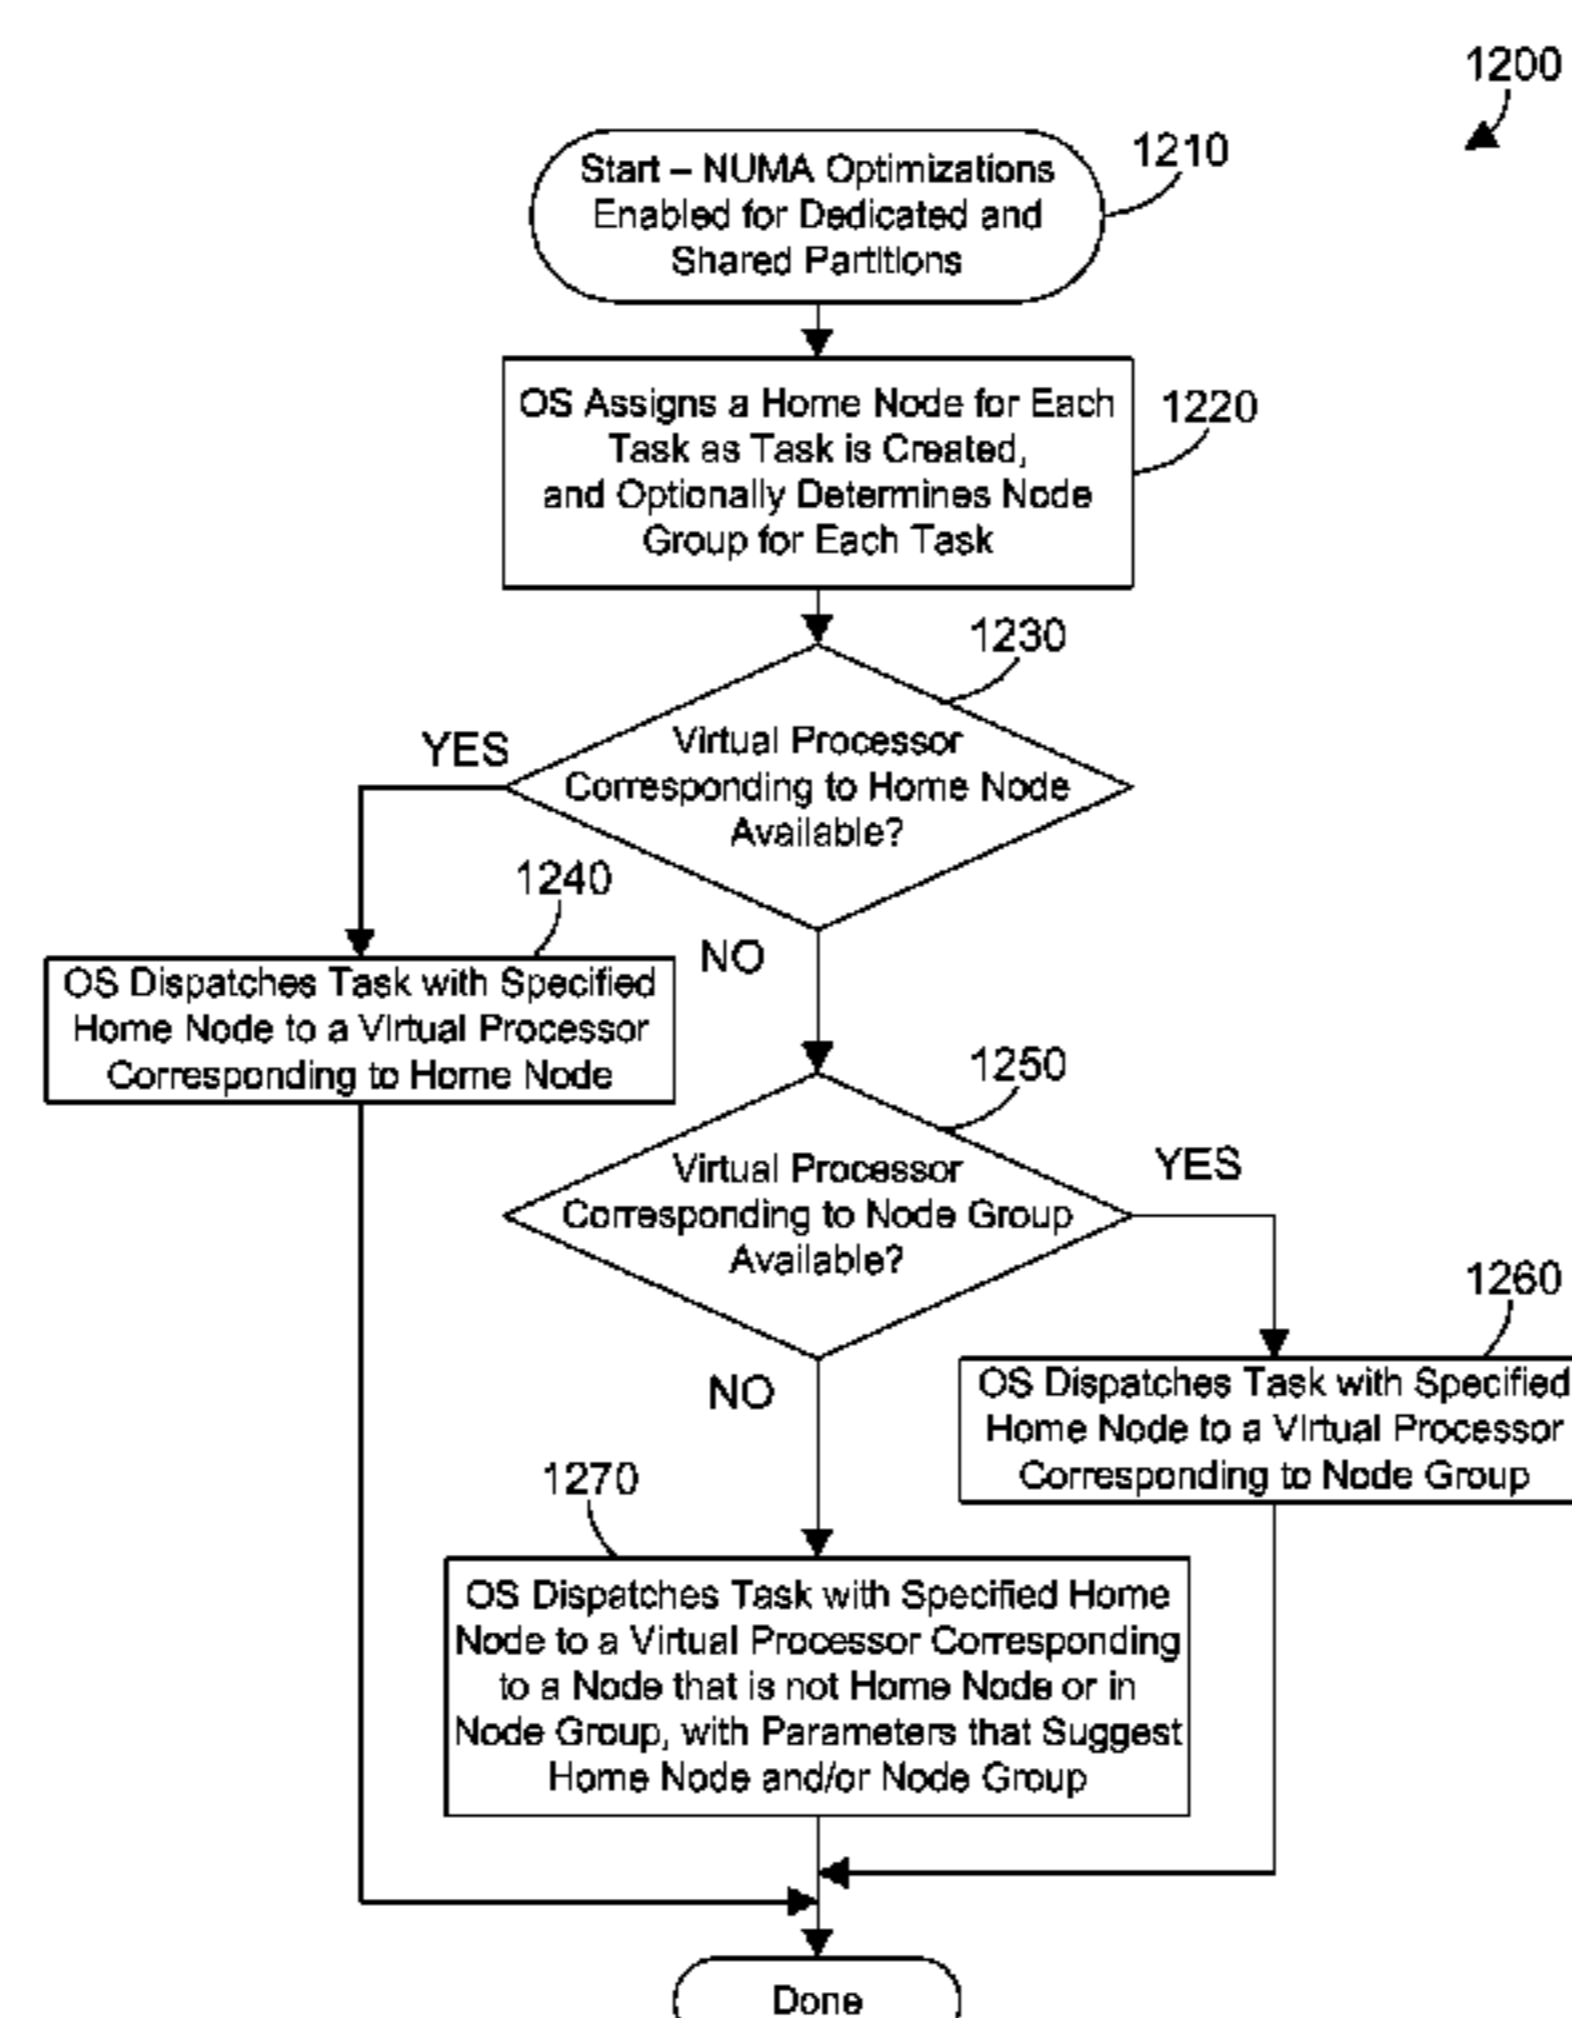 1200
Start – NUMA Optimizations
Enabled for Dedicated and
Shared Partitions
1210
OS Assigns a Home Node for Each
Task as Task is Created,
and Optionally Determines Node
Group for Each Task
1220
1230
Virtual Processor
Corresponding to Home Node
Available?
YES
NO
1240
OS Dispatches Task with Specified
Home Node to a Virtual Processor
Corresponding to Home Node
1250
Virtual Processor
Corresponding to Node Group
Available?
YES
NO
1260
OS Dispatches Task with Specified
Home Node to a Virtual Processor
Corresponding to Node Group
1270
OS Dispatches Task with Specified Home
Node to a Virtual Processor Corresponding
to a Node that is not Home Node or in
Node Group, with Parameters that Suggest
Home Node and/or Node Group
Done